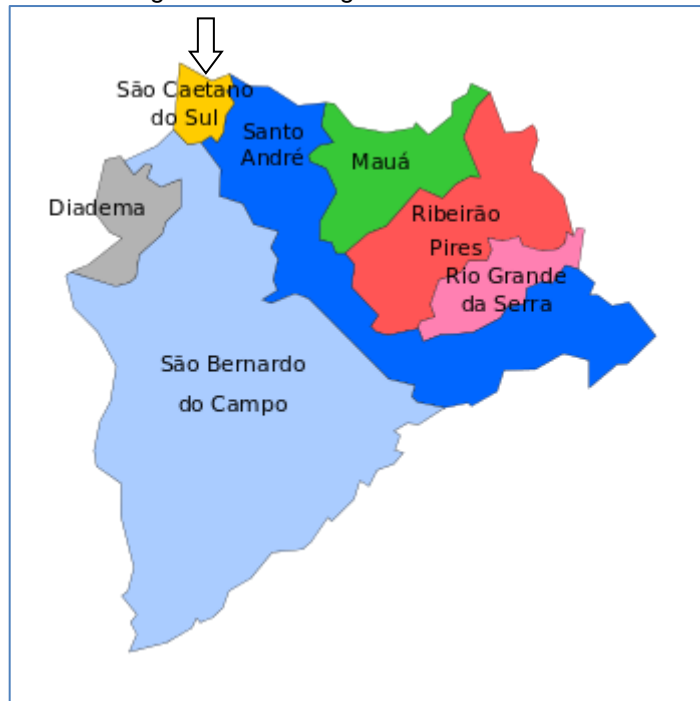 São Caetano
do Sul
Santo
André
Mauá
Diadema
Ribeirão
Pires
Rio Grande
da Serra
São Bernardo
do Campo